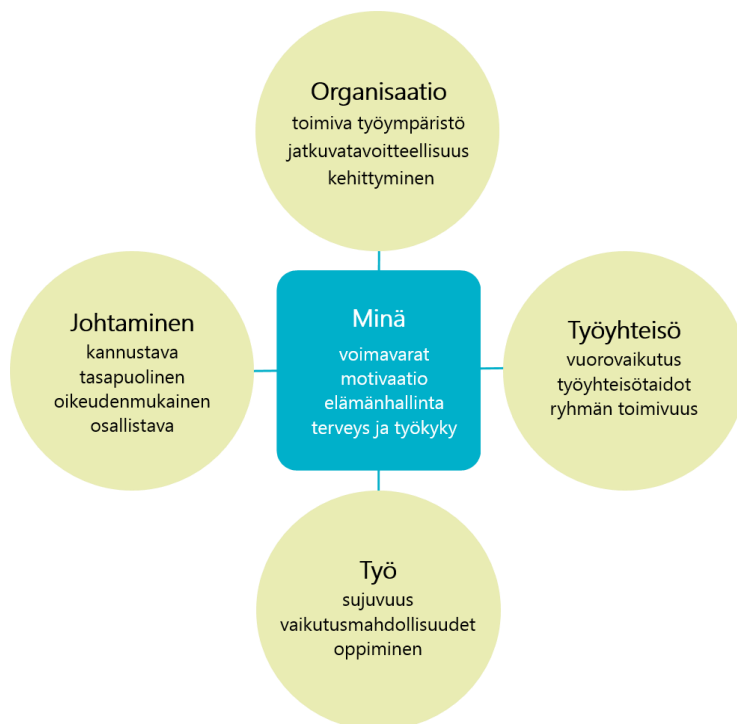 Organisaatio
toimiva työympäristö
jatkuvatavoitteellisuus
kehittyminen
Johtaminen
kannustava
tasapuolinen
oikeudenmukainen
osallistava
Minä
voimavarat
motivaatio
elämänhallinta
terveys ja työkyky
Työyhteisö
vuorovaikutus
työyhteisötaidot
ryhmän toimivuus
Työ
sujuvuus
vaikutusmahdollisuudet
oppiminen